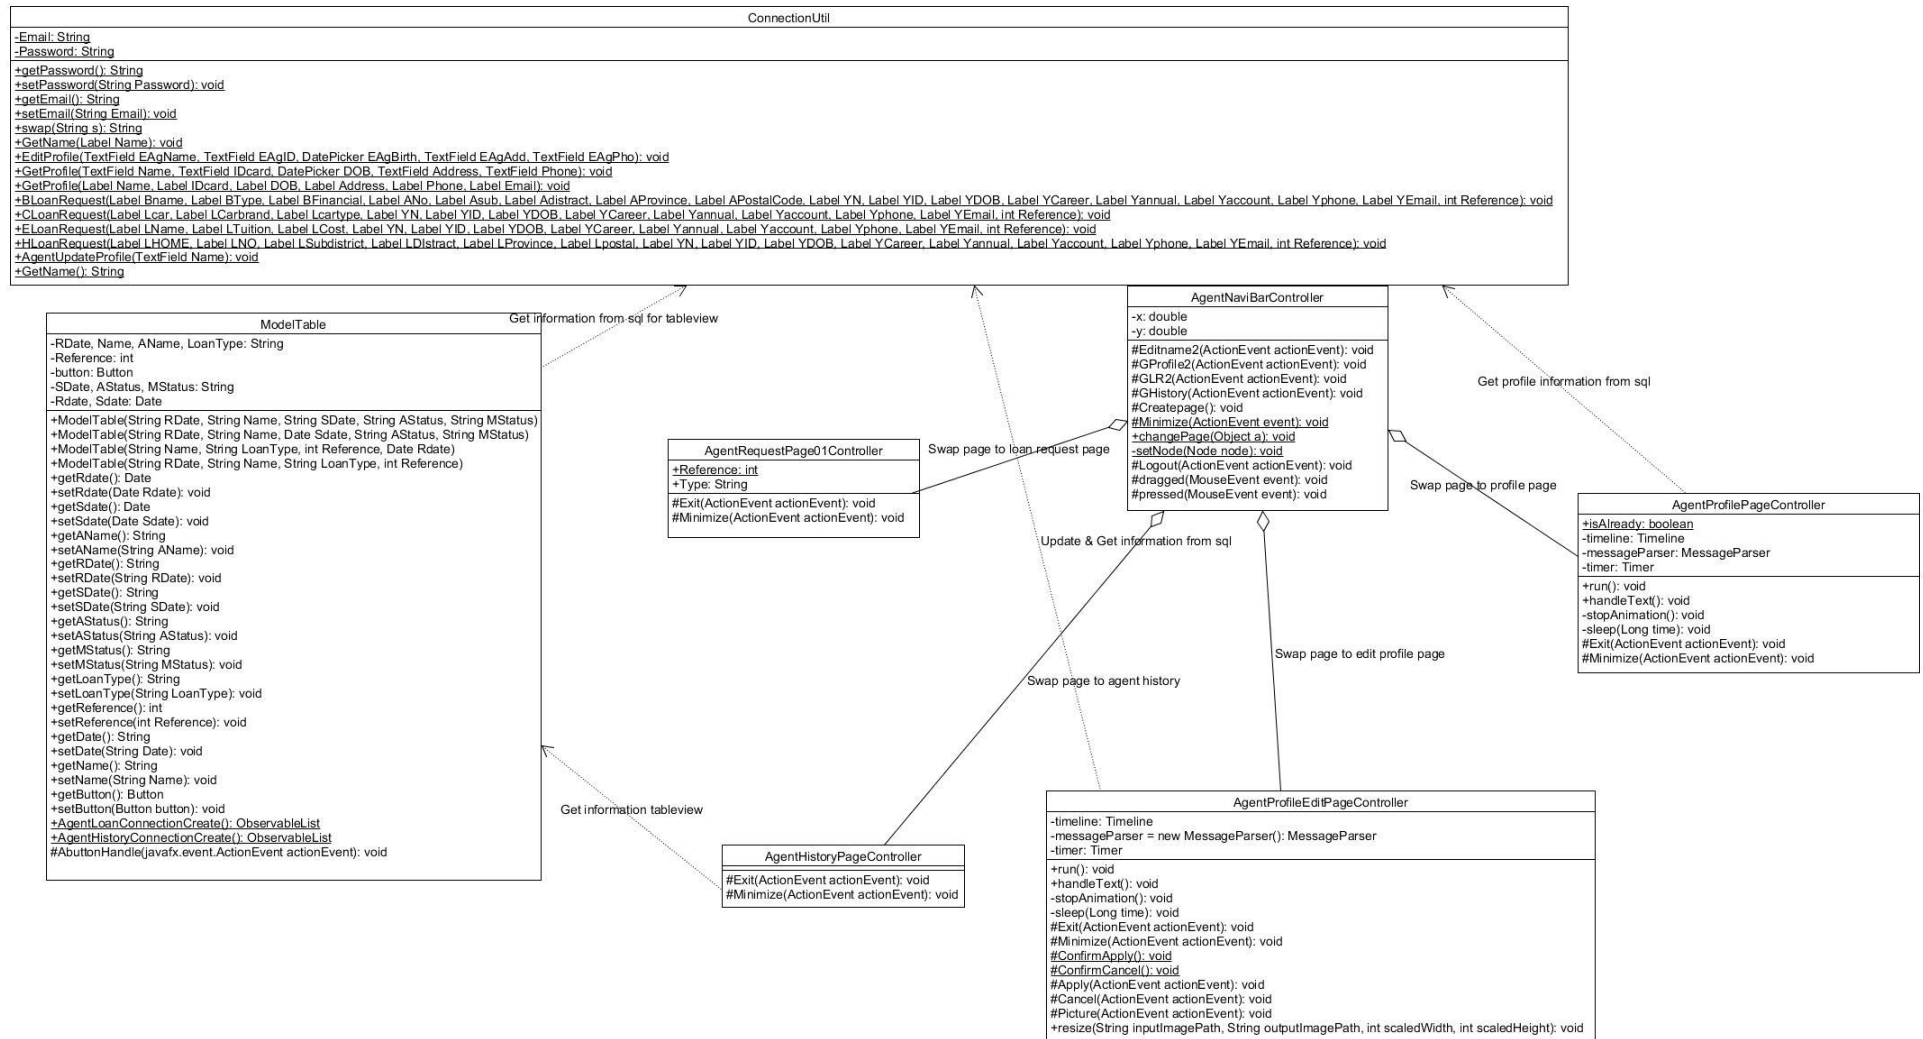 ConnectionUtil
-Email: String
-Password: String
+getPassword(): String
+setPassword(String Password): void
+getEmail(): String
+setEmail(String Email): void
+swap(String s): String
+GetName(Label Name): void
+EditProfile(TextField EAgName, TextField EAgID, DatePicker EAgBirth, TextField EAgAdd, TextField EAgPho): void
+GetProfile(TextField Name, TextField IDcard, DatePicker DOB, TextField Address, TextField Phone): void
+GetProfile(Label Name, Label IDcard, Label DOB, Label Address, Label Phone, Label Email): void
+BLoanRequest(Label Bname, Label BType, Label BFinancial, Label ANo, Label Asub, Label Adistrict, Label AProvince, Label APostalCode, Label YN, Label YID, Label YDOB, Label YCareer, Label Yannual, Label Yaccount, Label Yphone, Label YEmail, int Reference): void
+CLoanRequest(Label Lcar, Label LCarbrand, Label Lcartype, Label YN, Label YID, Label YDOB, Label YCareer, Label Yannual, Label Yaccount, Label Yphone, Label YEmail, int Reference): void
+ELoanRequest(Label LName, Label LTuition, Label LCost, Label YN, Label YID, Label YDOB, Label YCareer, Label Yannual, Label Yaccount, Label Yphone, Label YEmail, int Reference): void
+HLoanRequest(Label LHOME, Label LNO, Label LSubdistrict, Label LDIstract, Label LProvince, Label Lpostal, Label YN, Label YID, Label YDOB, Label YCareer, Label Yannual, Label Yaccount, Label Yphone, Label YEmail, int Reference): void
+AgentUpdateProfile(TextField Name): void
+GetName(): String
Get information from sql for tableview
ModelTable
-RDate, Name, AName, LoanType: String
-Reference: int
-button: Button
-SDate, AStatus, MStatus: String
-Rdate, Sdate: Date
+ModelTable(String RDate, String Name, String SDate, String AStatus, String MStatus)
+ModelTable(String RDate, String Name, Date Sdate, String AStatus, String MStatus)
+ModelTable(String Name, String LoanType, int Reference, Date Rdate)
+ModelTable(String RDate, String Name, String LoanType, int Reference)
+getRdate(): Date
+setRdate(Date Rdate): void
+getSdate(): Date
+setSdate(Date Sdate): void
+getAName(): String
+setAName(String AName): void
+getRDate(): String
+setRDate(String RDate): void
+getSDate(): String
+setSDate(String SDate): void
+getAStatus(): String
+setAStatus(String AStatus): void
+getMStatus(): String
+setMStatus(String MStatus): void
+getLoanType(): String
+setLoanType(String LoanType): void
+getReference(): int
+setReference(int Reference): void
+getDate(): String
+setDate(String Date): void
+getName(): String
+setName(String Name): void
+getButton(): Button
+setButton(Button button): void
+AgentLoanConnectionCreate(): ObservableList
+AgentHistoryConnectionCreate(): ObservableList
#AbuttonHandle(javafx.event.ActionEvent actionEvent): void
AgentNaviBarController
-x: double
-y: double
#Editname2(ActionEvent actionEvent): void
#GProfile2(ActionEvent actionEvent): void
#GLR2(ActionEvent actionEvent): void
#GHistory(ActionEvent actionEvent): void
#Createpage(): void
#Minimize(ActionEvent event): void
+changePage(Object a): void
-setNode(Node node): void
#Logout(ActionEvent actionEvent): void
#dragged(MouseEvent event): void
#pressed(MouseEvent event): void
Get profile information from sql
AgentRequestPage01Controller
+Reference: int
+Type: String
#Exit(ActionEvent actionEvent): void
#Minimize(ActionEvent actionEvent): void
Swap page to loan request page
Swap page to profile page
AgentProfilePageController
+isAlready: boolean
-timeline: Timeline
-messageParser: MessageParser
-timer: Timer
+run(): void
+handleText(): void
-stopAnimation(): void
-sleep(Long time): void
#Exit(ActionEvent actionEvent): void
#Minimize(ActionEvent actionEvent): void
Update & Get information from sql
Swap page to edit profile page
Swap page to agent history
Get information tableview
AgentHistoryPageController
#Exit(ActionEvent actionEvent): void
#Minimize(ActionEvent actionEvent): void
AgentProfileEditPageController
-timeline: Timeline
-messageParser = new MessageParser(): MessageParser
-timer: Timer
+run(): void
+handleText(): void
-stopAnimation(): void
-sleep(Long time): void
#Exit(ActionEvent actionEvent): void
#Minimize(ActionEvent actionEvent): void
#ConfirmApply(): void
#ConfirmCancel(): void
#Apply(ActionEvent actionEvent): void
#Cancel(ActionEvent actionEvent): void
#Picture(ActionEvent actionEvent): void
+resize(String inputImagePath, String outputImagePath, int scaledWidth, int scaledHeight): void